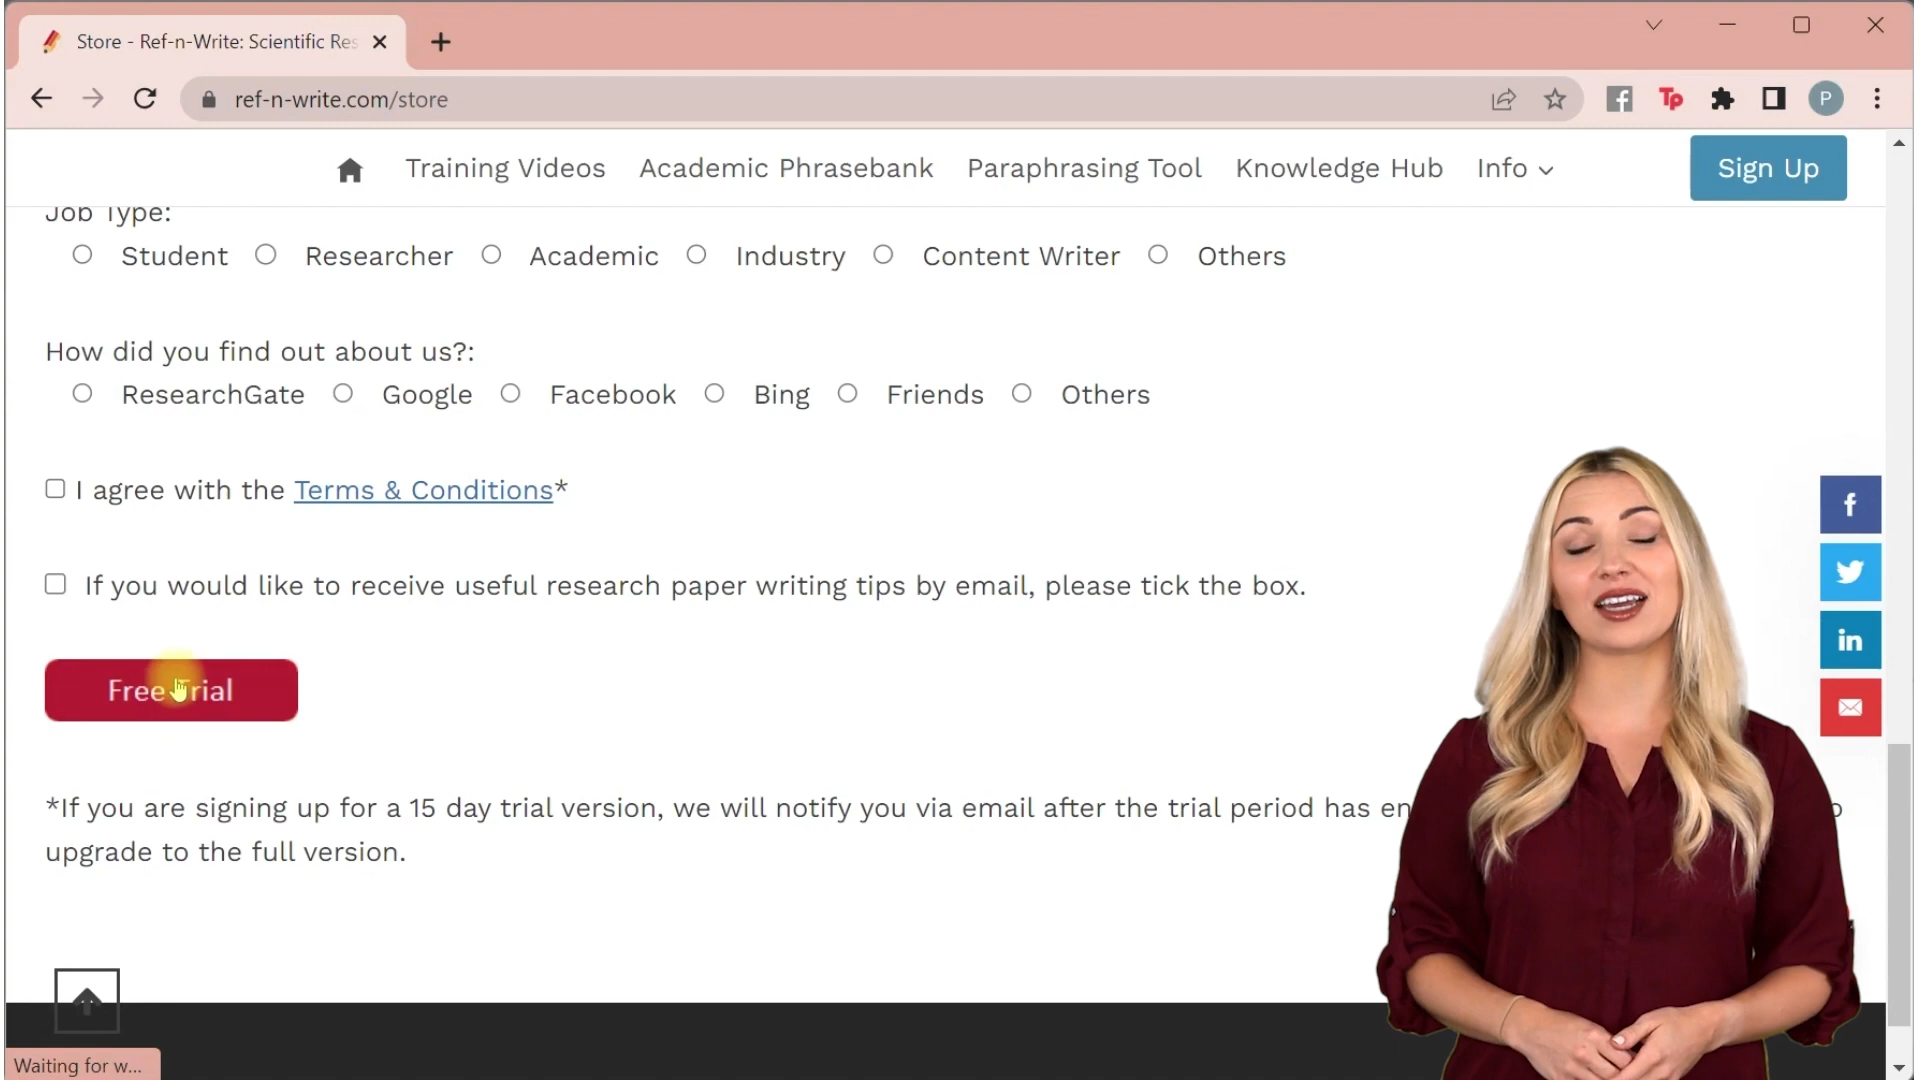 Store - Ref-n-Write: Scientific Res
ref-n-write.com/store
Tp
P
Training Videos Academic Phrasebank Paraphrasing Tool Knowledge Hub Info Sign Up
Job Type:
Student Researcher Academic Industry Content Writer Others
How did you find out about us?:
ResearchGate Google Facebook Bing Friends Others
I agree with the Terms & Conditions*
If you would like to receive useful research paper writing tips by email, please tick the box.
Free Trial
*If you are signing up for a 15 day trial version, we will notify you via email after the trial period has
upgrade to the full version.
Waiting for w...